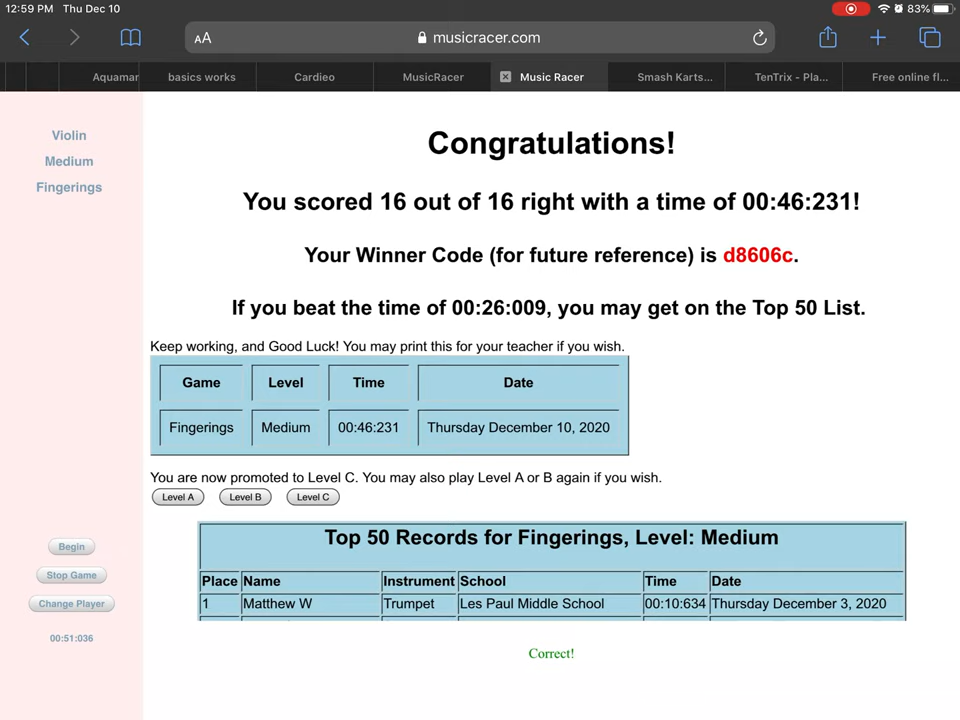 12:59 PM Thu Dec 10
83%
AA
musicracer.com
Aquamar
basics works
Cardieo
MusicRacer
Music Racer
Smash Karts...
TenTrix - Pla...
Free online fl...
Violin
Medium
Fingerings
Congratulations!
You scored 16 out of 16 right with a time of 00:46:231!
Your Winner Code (for future reference) is d8606c.
If you beat the time of 00:26:009, you may get on the Top 50 List.
Keep working, and Good Luck! You may print this for your teacher if you wish.
Game Level Time Date
Fingerings Medium 00:46:231 Thursday December 10, 2020
You are now promoted to Level C. You may also play Level A or B again if you wish.
Level A Level B Level C
Top 50 Records for Fingerings, Level: Medium
Place Name Instrument School Time Date
1 Matthew W Trumpet Les Paul Middle School 00:10:634 Thursday December 3, 2020
Begin
Stop Game
Change Player
00:51:036
Correct!